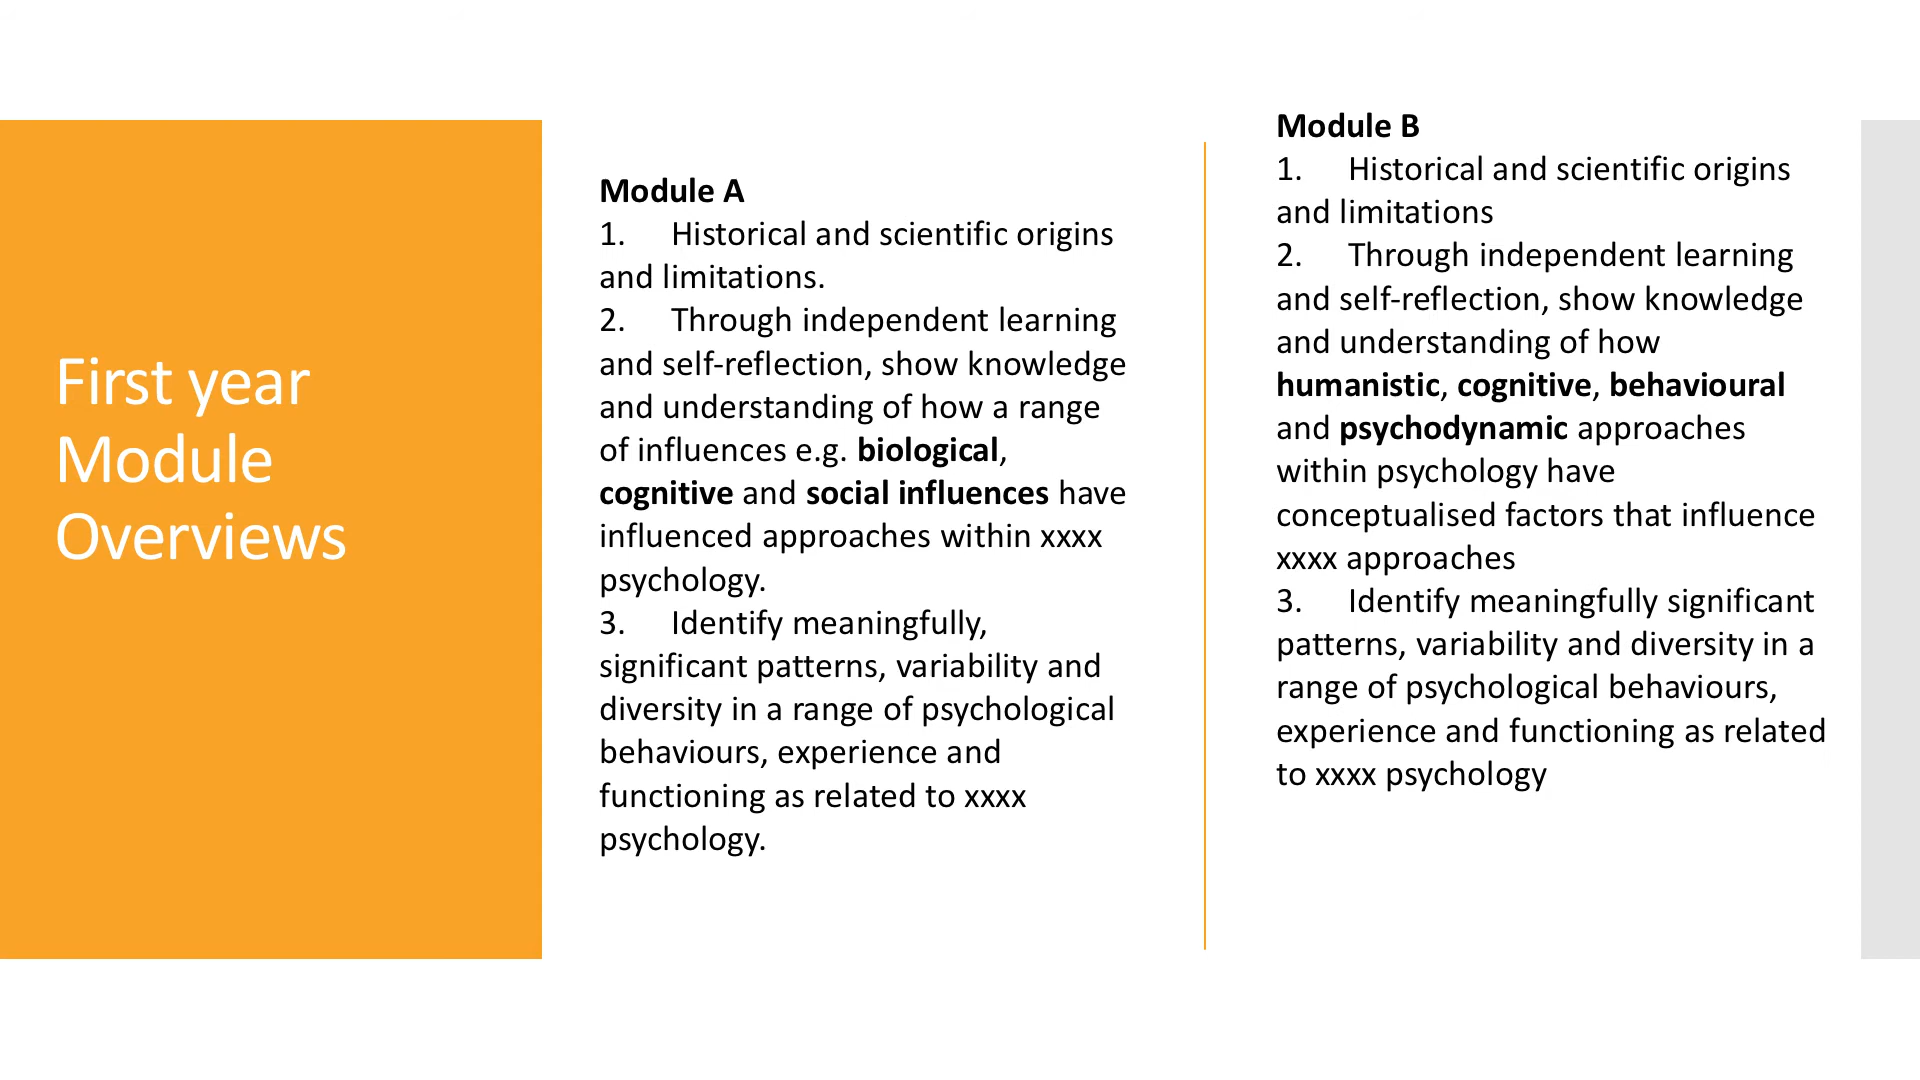 First year
Module
Overviews
Module A
1. Historical and scientific origins
and limitations.
2. Through independent learning
and self-reflection, show knowledge
and understanding of how a range
of influences e.g. biological,
cognitive and social influences have
influenced approaches within xxxx
psychology.
3. Identify meaningfully,
significant patterns, variability and
diversity in a range of psychological
behaviours, experience and
functioning as related to xxxx
psychology.
Module B
1. Historical and scientific origins
and limitations
2. Through independent learning
and self-reflection, show knowledge
and understanding of how
humanistic, cognitive, behavioural
and psychodynamic approaches
within psychology have
conceptualised factors that influence
xxxx approaches
3. Identify meaningfully significant
patterns, variability and diversity in a
range of psychological behaviours,
experience and functioning as related
to xxxx psychology